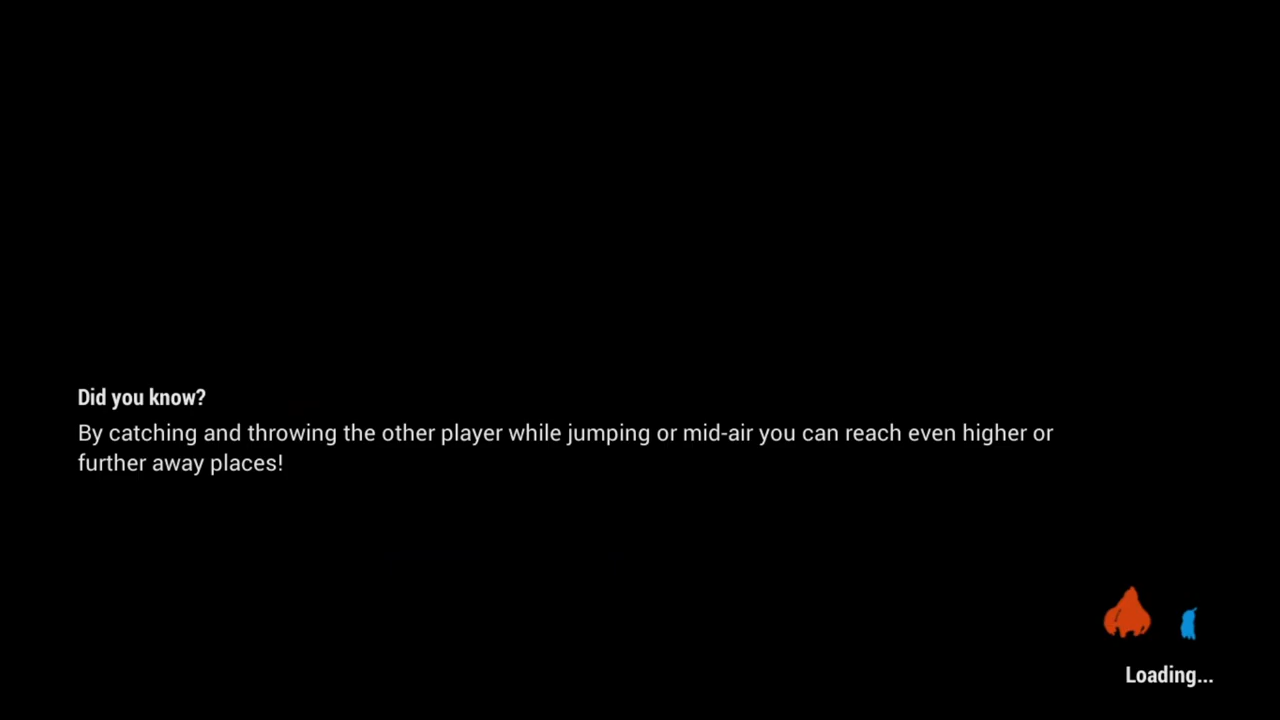 Did you know?
By catching and throwing the other player while jumping or mid-air you can reach even higher or
further away places!
Loading...